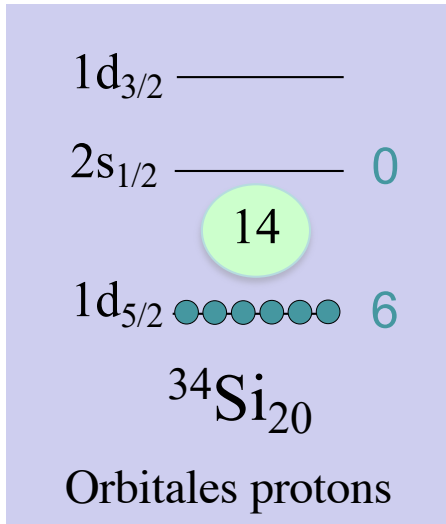 1d3/2
2s1/2 0
14
1d5/2 6
34Si20
Orbitales protons